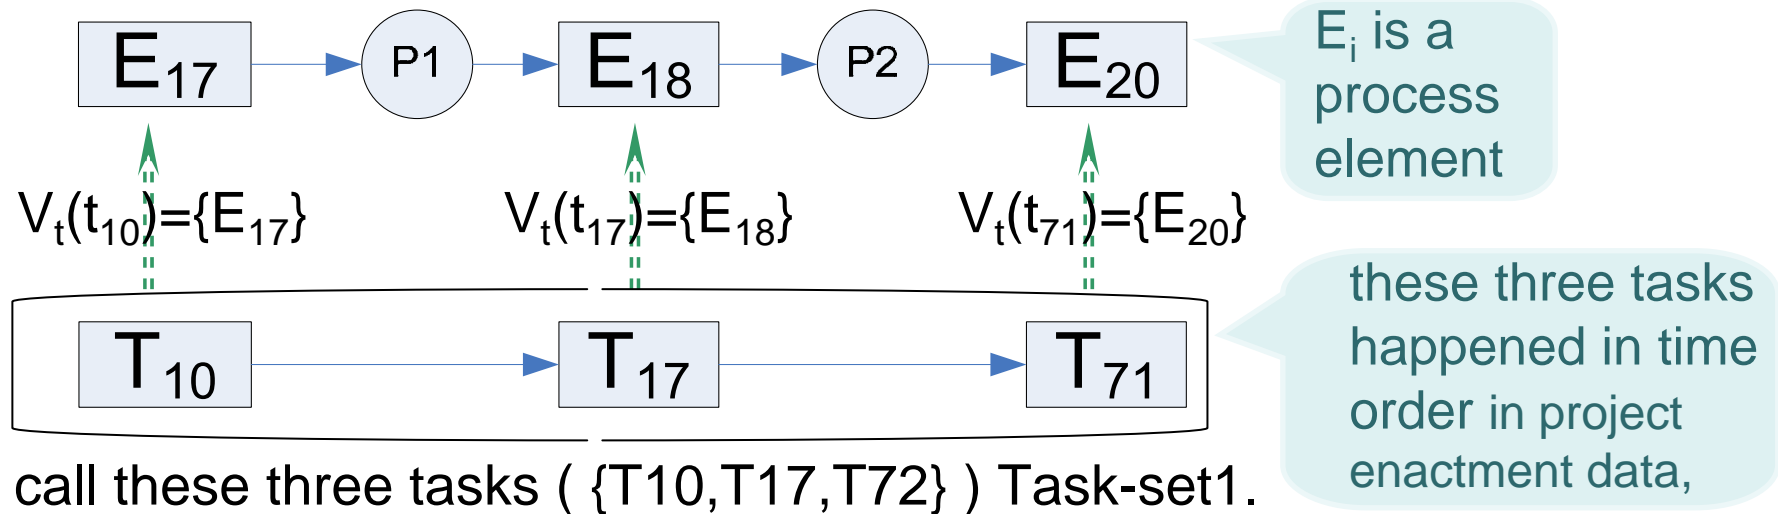 E17 P1 E18 P2 E20
Ei is a
process
element
Vt(t10)={E17} Vt(t17)={E18} Vt(t71)={E20}
T10 T17 T71
these three tasks
happened in time
order in project
enactment data,
call these three tasks ( {T10,T17,T72} ) Task-set1.